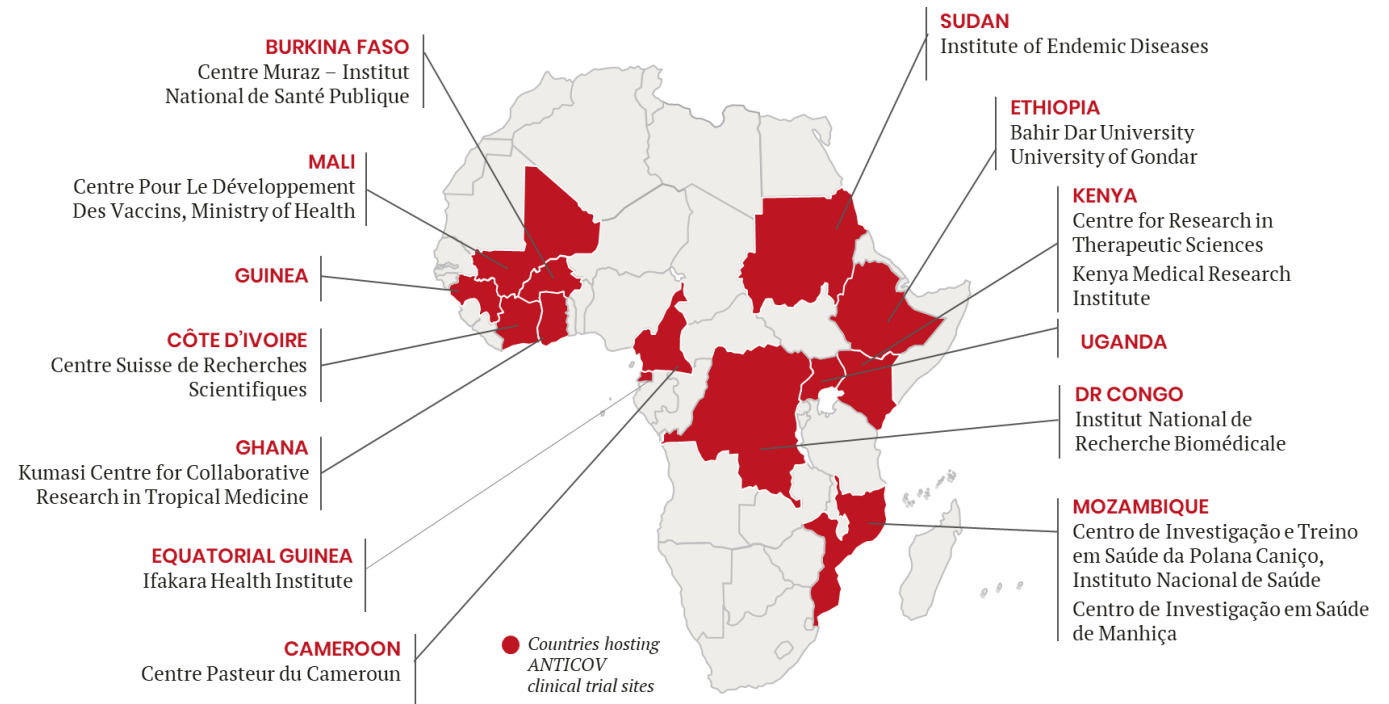 BURKINA FASO
Centre Muraz – Institut
National de Santé Publique
MALI
Centre Pour Le Développement
Des Vaccins, Ministry of Health
GUINEA
CÔTE D’IVOIRE
Centre Suisse de Recherches
Scientifiques
GHANA
Kumasi Centre for Collaborative
Research in Tropical Medicine
EQUATORIAL GUINEA
Ifakara Health Institute
CAMEROON
Centre Pasteur du Cameroun
Countries hosting
ANTICOV
clinical trial sites
SUDAN
Institute of Endemic Diseases
ETHIOPIA
Bahir Dar University
University of Gondar
KENYA
Centre for Research in
Therapeutic Sciences
Kenya Medical Research
Institute
UGANDA
DR CONGO
Institut National de
Recherche Biomédicale
MOZAMBIQUE
Centro de Investigação e Treino
em Saúde da Polana Caniço,
Instituto Nacional de Saúde
Centro de Investigação em Saúde
de Manhiça